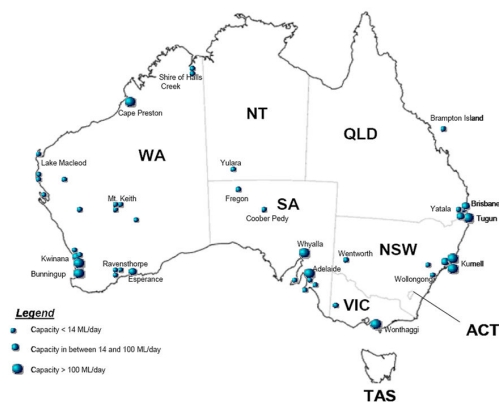 Shire of Halls
Creek
Cape Preston
NT
Brampton Island
QLD
WA
Lake Macleod
Yulara
Fregon
Mt. Keith
SA
Coober Pedy
Brisbane
Yatala
Tugun
Whyalla
Wentworth
NSW
Kwinana
Bunningup
Ravensthorpe
Esperance
Adelaide
Kurnell
Wollongong
VIC
Wonthaggi
ACT
TAS
Legend
Capacity < 14 ML/day
Capacity in between 14 and 100 ML/day
Capacity > 100 ML/day